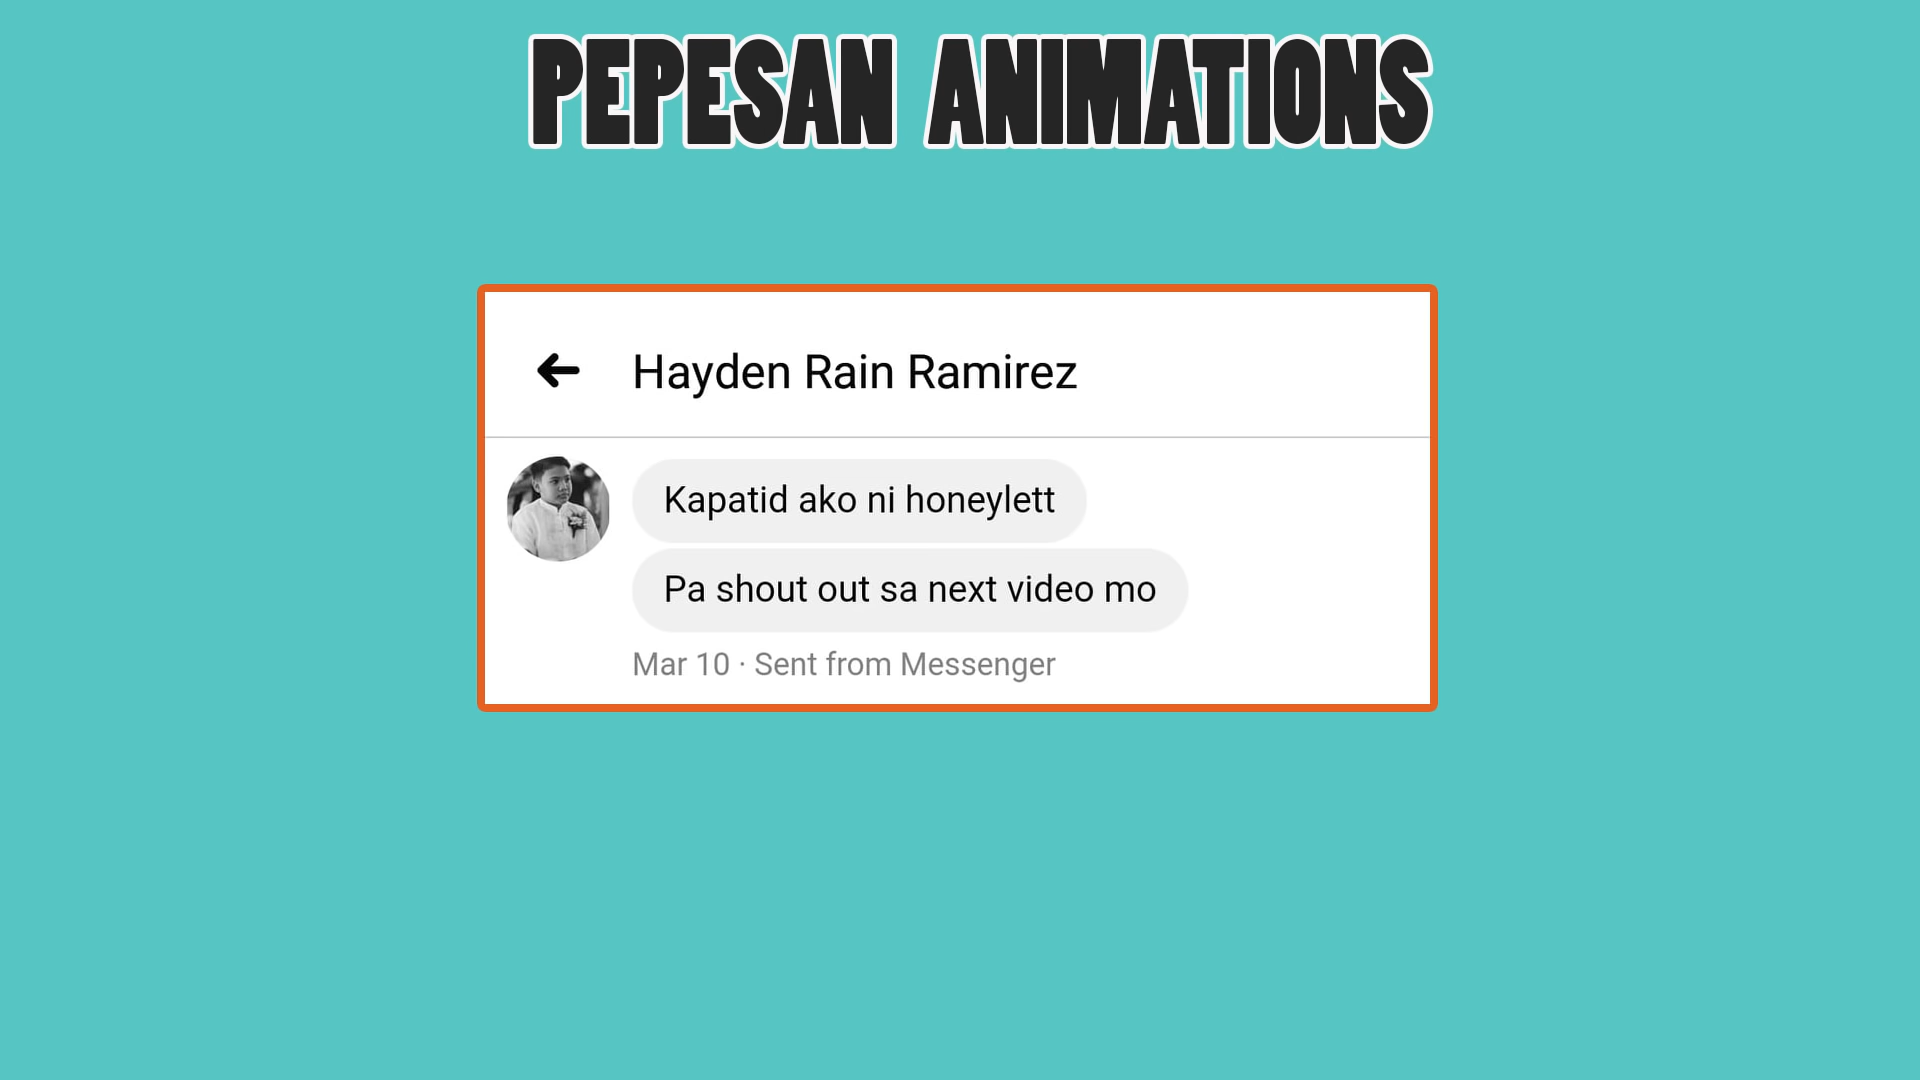 PEPESAN ANIMATIONS
Hayden Rain Ramirez
Kapatid ako ni honeylett
Pa shout out sa next video mo
Mar 10 · Sent from Messenger